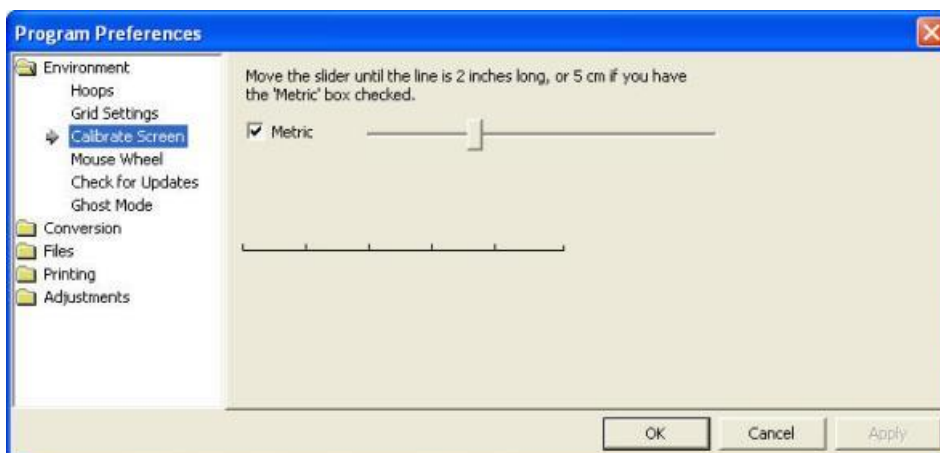 Program Preferences
Environment
Hoops
Grid Settings
Calibrate Screen
Mouse Wheel
Check for Updates
Ghost Mode
Conversion
Files
Printing
Adjustments
Move the slider until the line is 2 inches long, or 5 cm if you have
the 'Metric' box checked.
Metric
OK
Cancel
Apply